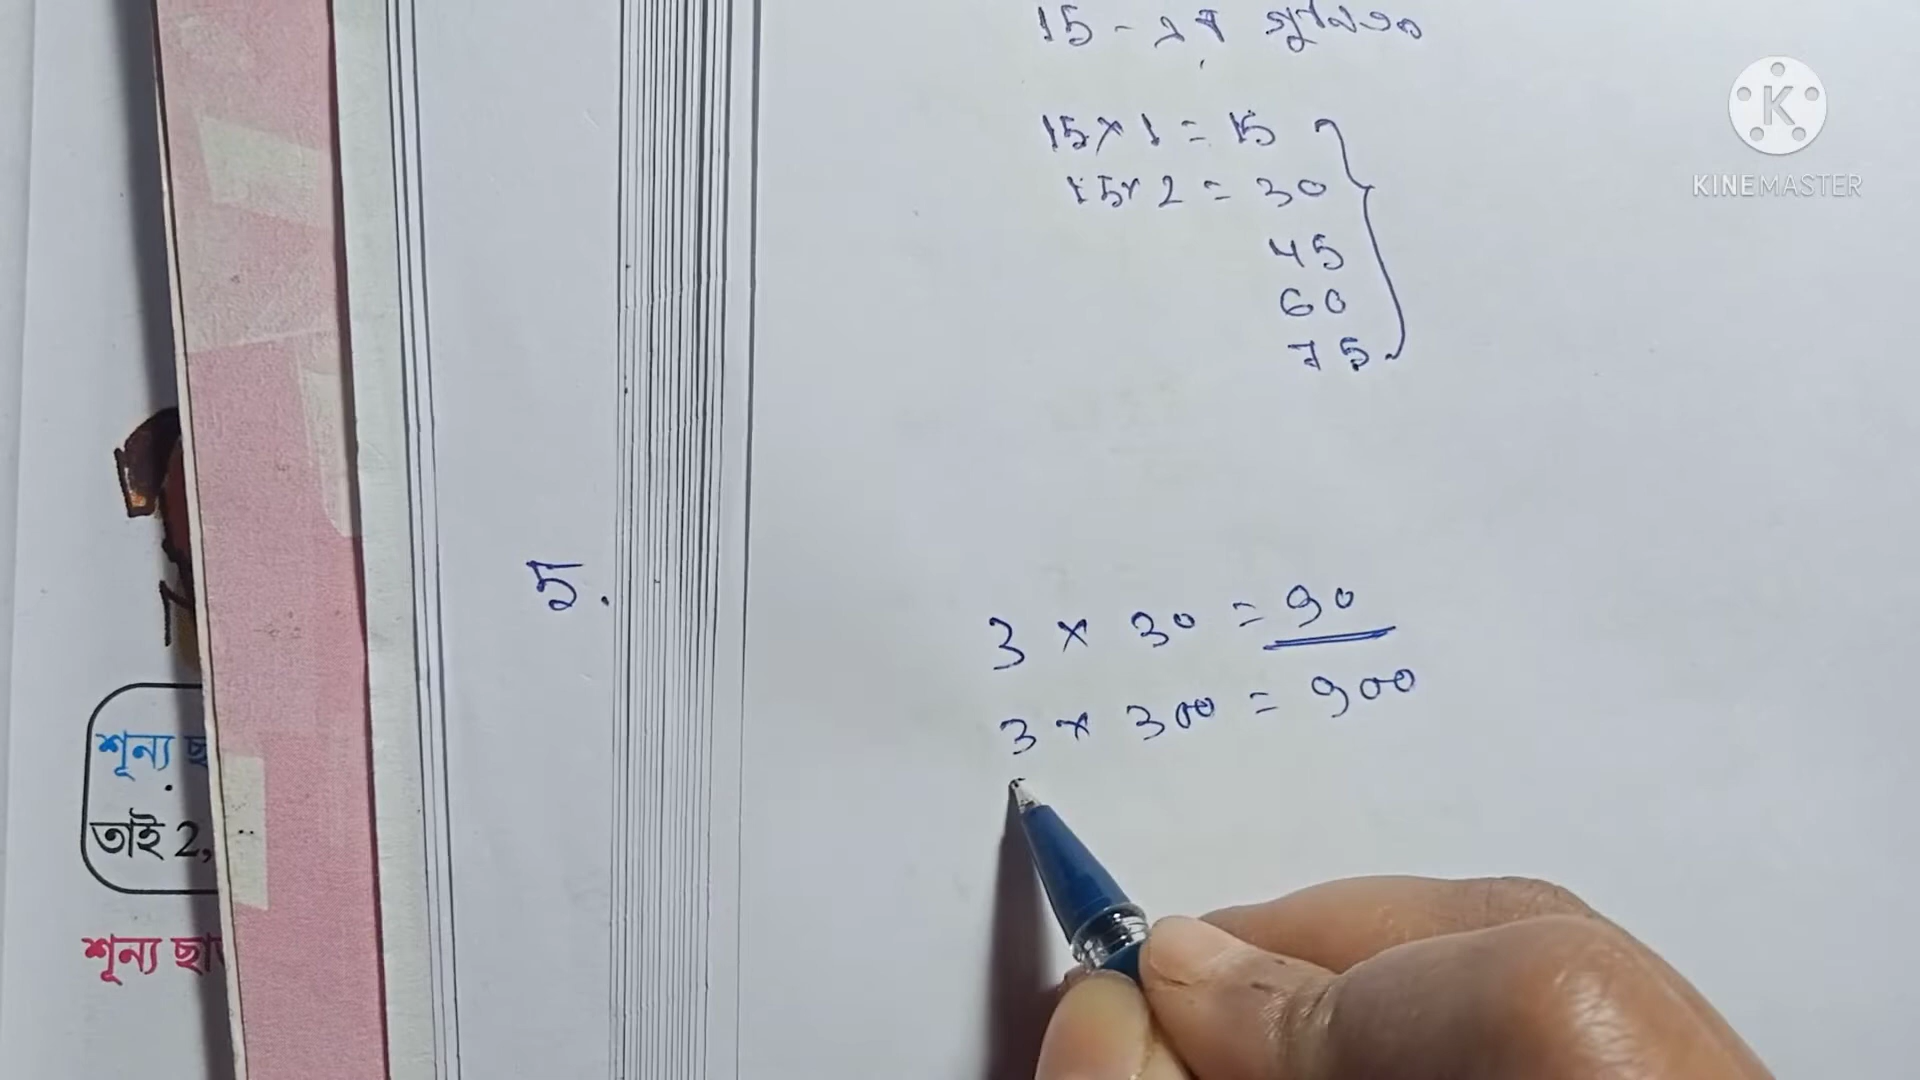 15 - এর গুণিতক
15 × 1 = 15
15 × 2 = 30
45
60
75
5.
3 × 30 = 90
3 × 300 = 900
শূন্য ছ
তাই 2,
শূন্য ছা
KINEMASTER